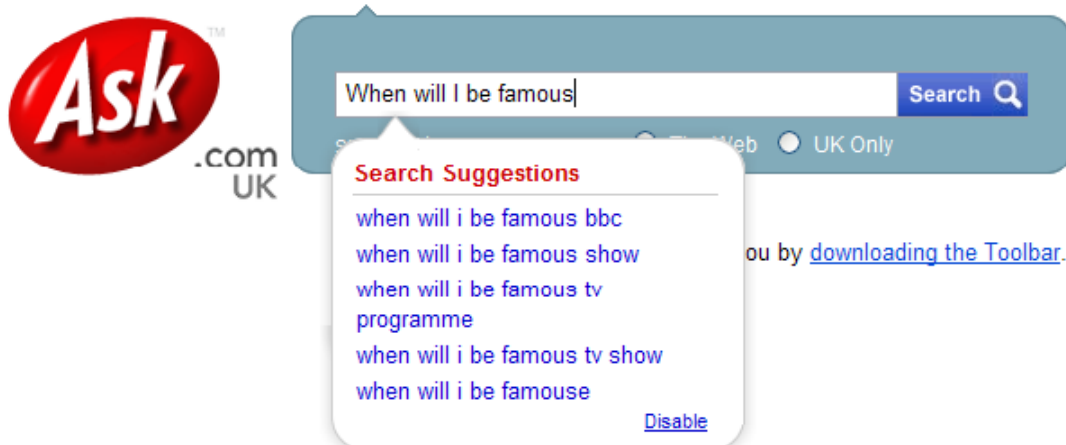 Ask
TM
.com
UK
When will I be famous
Search
Web
UK Only
Search Suggestions
when will i be famous bbc
when will i be famous show
when will i be famous tv
programme
when will i be famous tv show
when will i be famouse
Disable
ou by downloading the Toolbar.